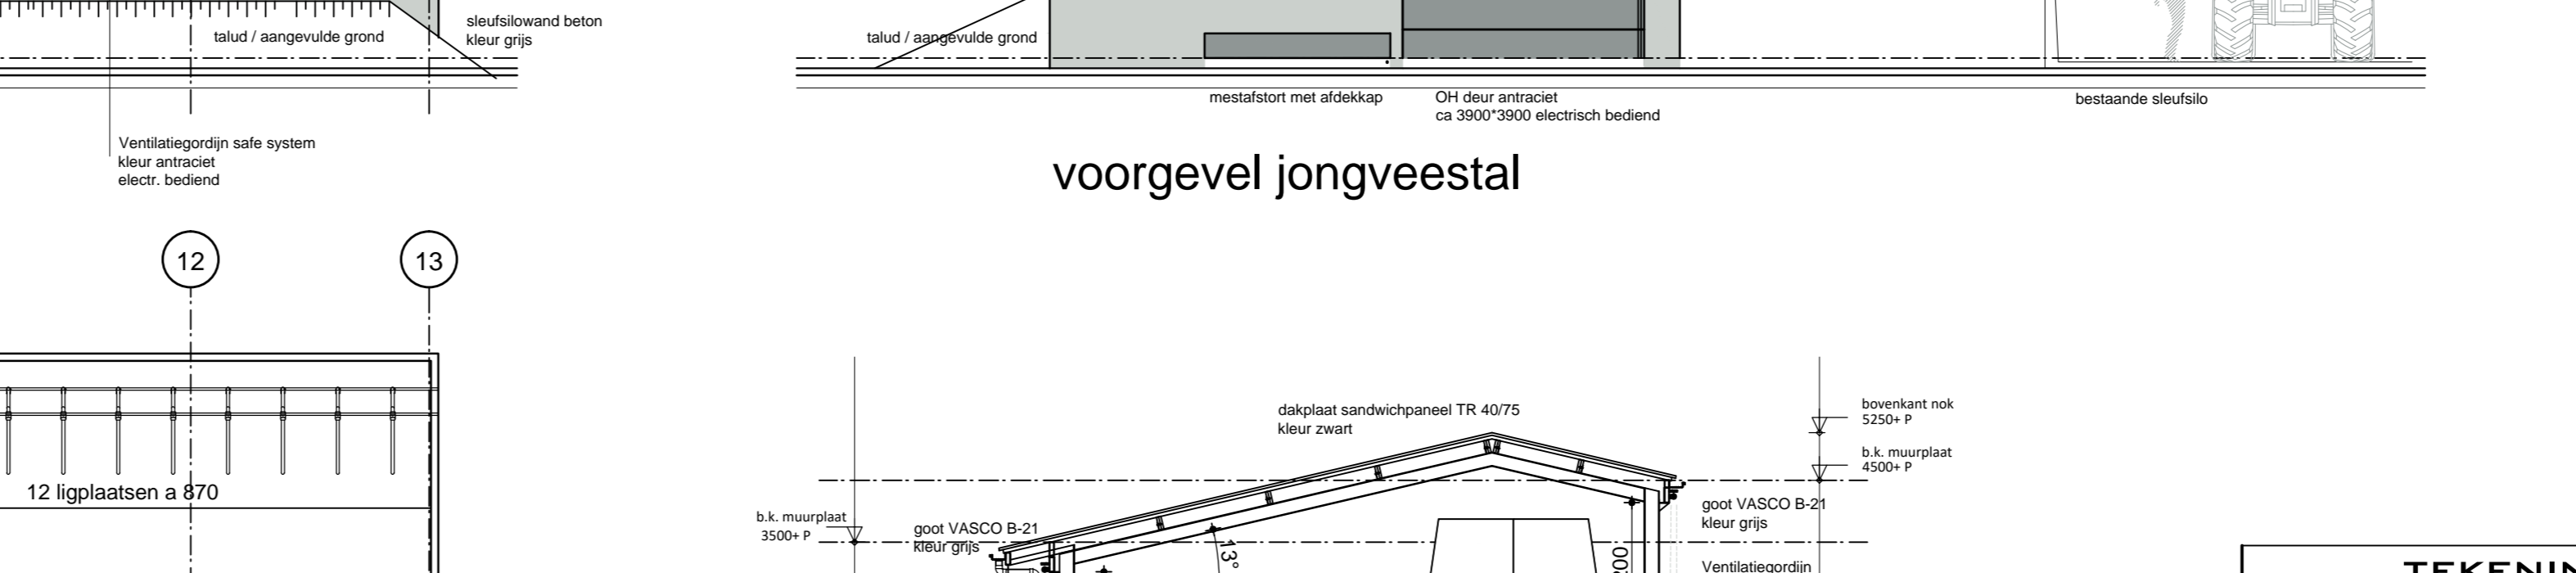 sleufsilowand beton
kleur grijs
talud / aangevulde grond
talud / aangevulde grond
mestafstort met afdekkap
OH deur antraciet
ca 3900*3900 electrisch bediend
bestaande sleufsilo
Ventilatiegordijn safe system
kleur antraciet
electr. bediend
voorgevel jongveestal
12
13
dakplaat sandwichpaneel TR 40/75
kleur zwart
bovenkant nok
5250+ P
b.k. muurplaat
4500+ P
12 ligplaatsen a 870
b.k. muurplaat
3500+ P
goot VASCO B-21
kleur grijs
goot VASCO B-21
kleur grijs
13°
Ventilatiegordijn